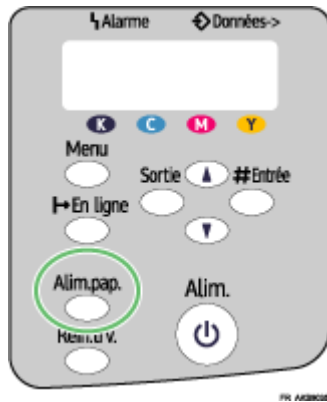 Alarme Données->
K C M Y
Menu
Sortie #Entrée
En ligne
Alim.pap. Alim.